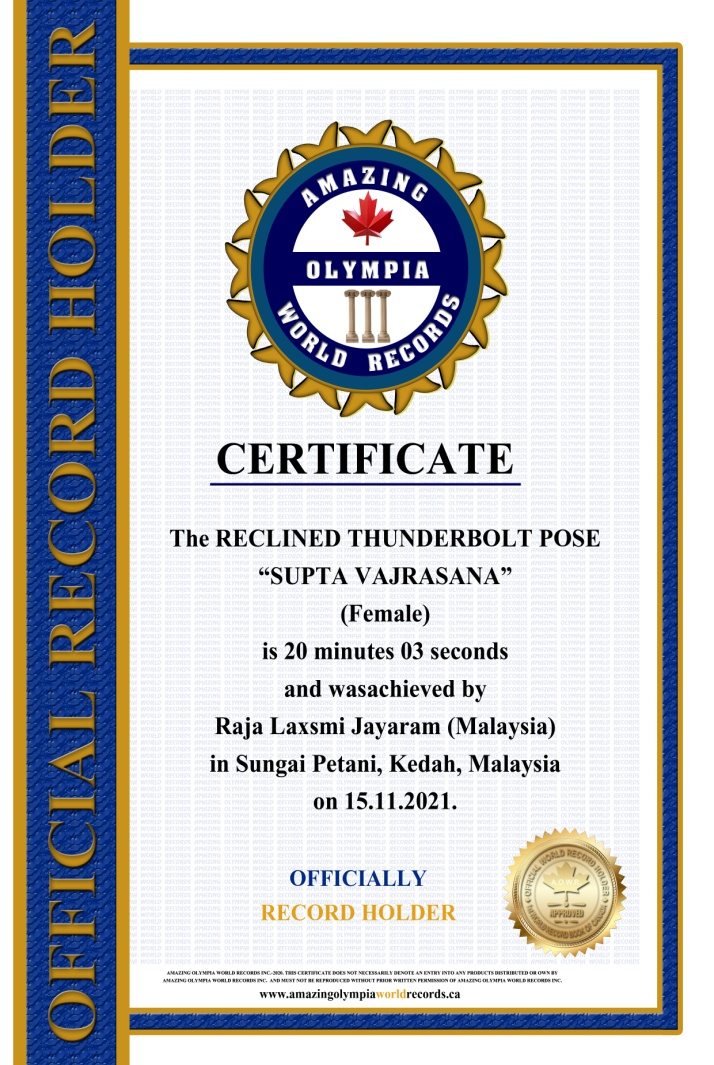 OFFICIAL RECORD HOLDER
AMAZING
OLYMPIA
WORLD RECORDS
CERTIFICATE
The RECLINED THUNDERBOLT POSE
“SUPTA VAJRASANA”
(Female)
is 20 minutes 03 seconds
and wasachieved by
Raja Laxsmi Jayaram (Malaysia)
in Sungai Petani, Kedah, Malaysia
on 15.11.2021.
OFFICIALLY
RECORD HOLDER
OFFICIAL WORLD RECORD HOLDER
APPROVED
AMAZING OLYMPIA WORLD RECORDS INC.-2020. THIS CERTIFICATE DOES NOT NECESSARILY DENOTE AN ENTRY INTO ANY PRODUCTS DISTRIBUTED OR OWN BY
AMAZING OLYMPIA WORLD RECORDS INC. AND MUST NOT BE REPRODUCED WITHOUT PRIOR WRITTEN PERMISSION OF AMAZING OLYMPIA WORLD RECORDS INC.
www.amazingolympiaworldrecords.ca